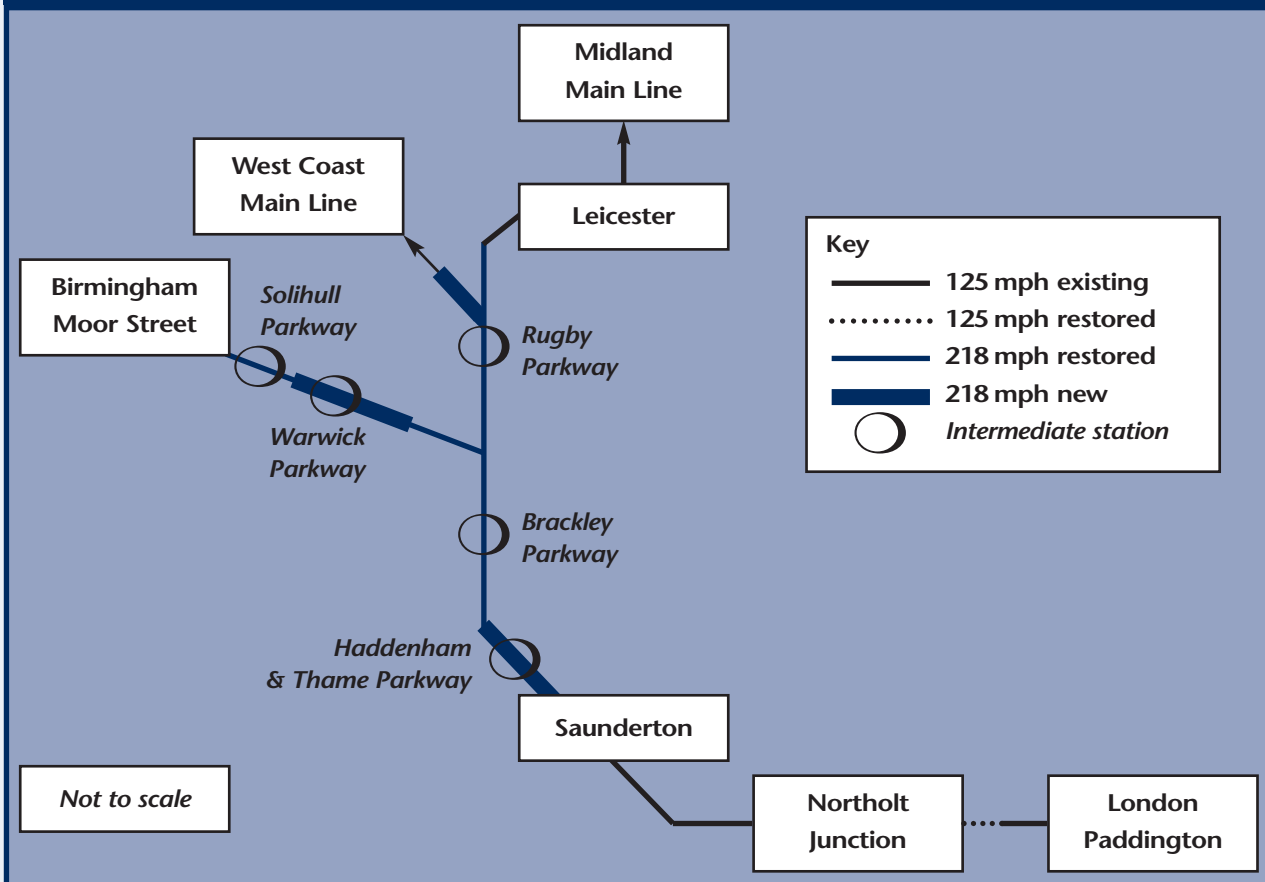 Midland
Main Line
West Coast
Main Line
Leicester
Key
125 mph existing
125 mph restored
218 mph restored
218 mph new
Intermediate station
Birmingham
Moor Street
Solihull
Parkway
Rugby
Parkway
Warwick
Parkway
Brackley
Parkway
Haddenham
& Thame Parkway
Saunderton
Not to scale
Northolt
Junction
London
Paddington